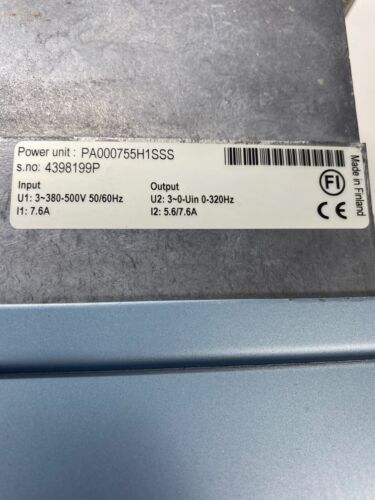 Power unit : PA000755H1SSS
s.no: 4398199P
Input Output
U1: 3~380-500V 50/60Hz U2: 3~0-Uin 0-320Hz
I1: 7.6A I2: 5.6/7.6A
FI
CE
Made in Finland